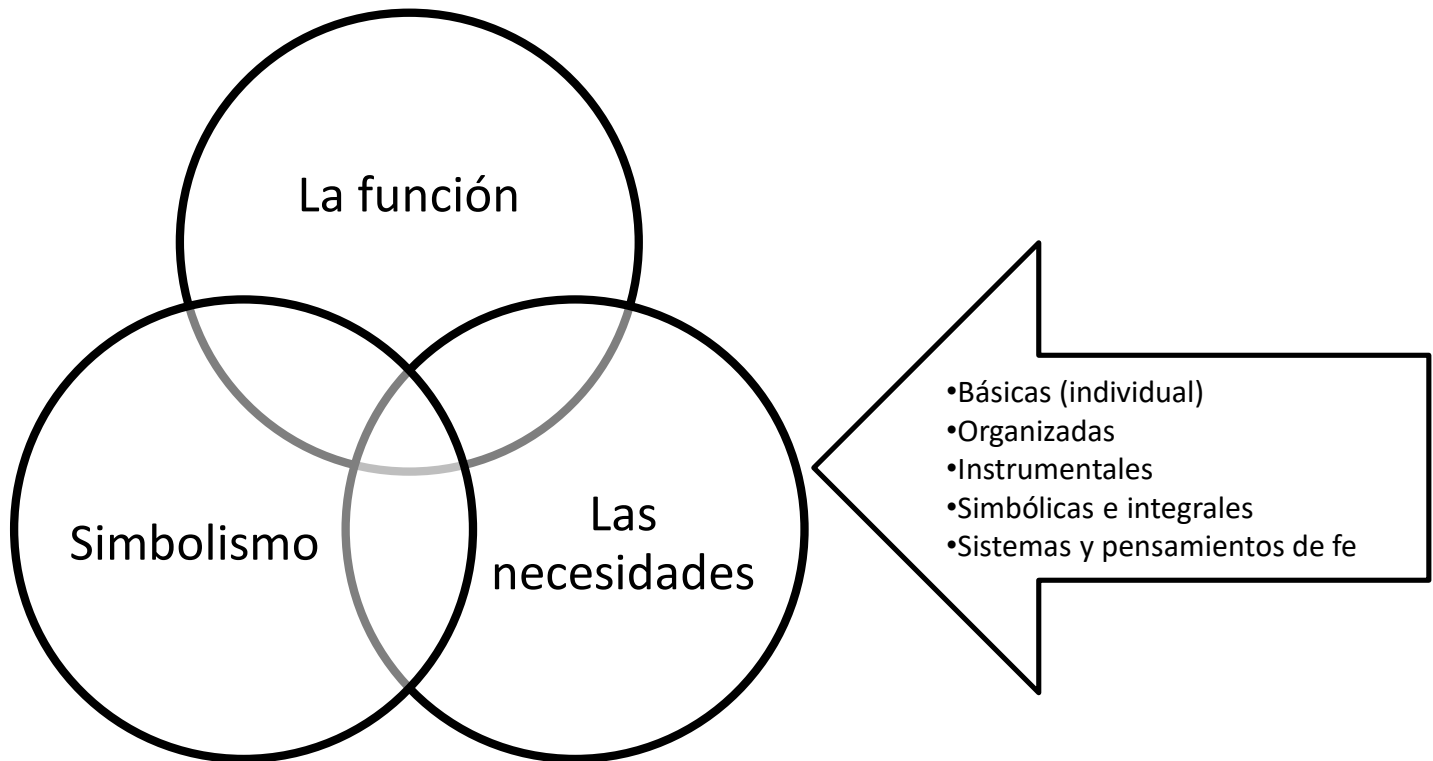 La función
Simbolismo
Las
necesidades
•Básicas (individual)
•Organizadas
•Instrumentales
•Simbólicas e integrales
•Sistemas y pensamientos de fe